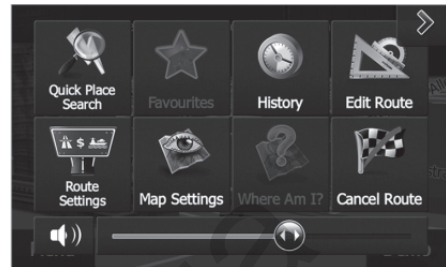 Quick Place
Search
Favourites
History
Edit Route
Route
Settings
Map Settings
Where Am I?
Cancel Route